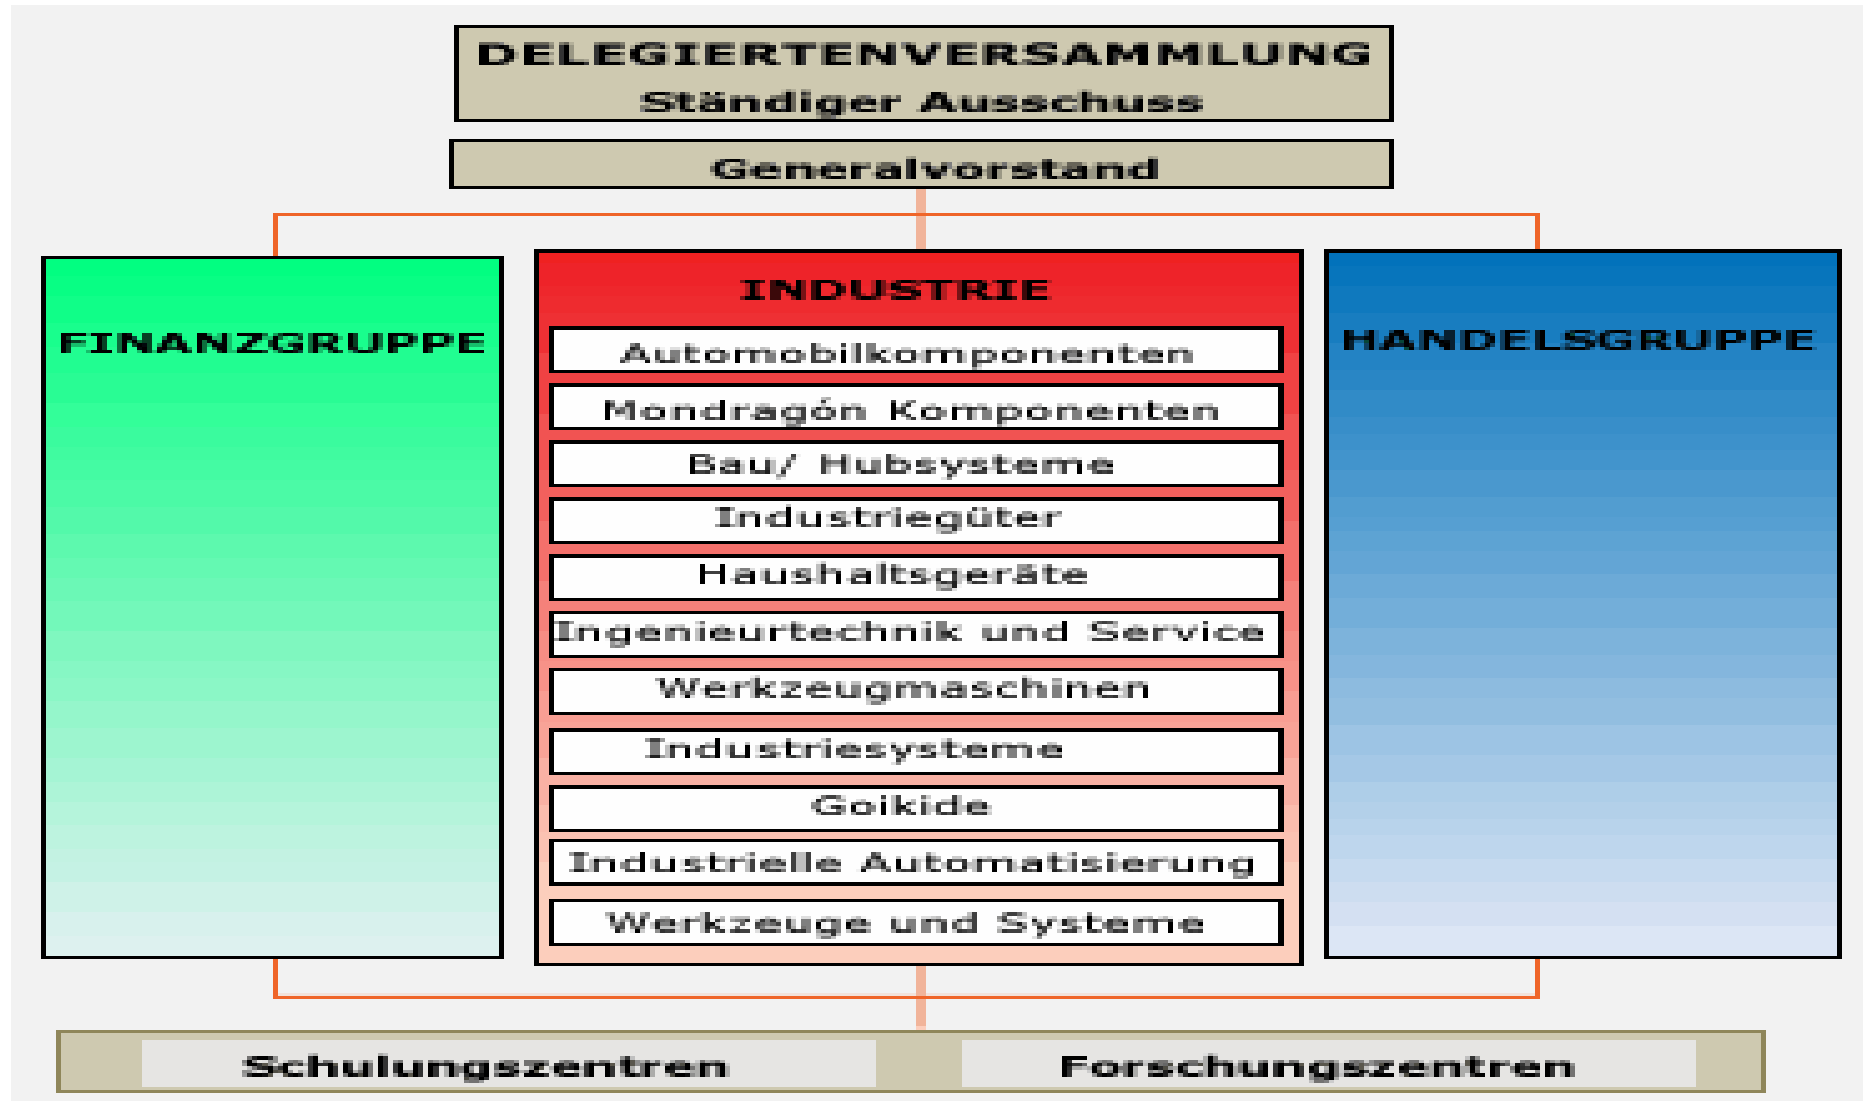 DELEGIERTENVERSAMMLUNG
Ständiger Ausschuss
Generalvorstand
FINANZGRUPPE
INDUSTRIE
Automobilkomponenten
Mondragón Komponenten
Bau/ Hubsysteme
Industriegüter
Haushaltsgeräte
Ingenieurtechnik und Service
Werkzeugmaschinen
Industriesysteme
Goikide
Industrielle Automatisierung
Werkzeuge und Systeme
HANDELSGRUPPE
Schulungszentren
Forschungszentren